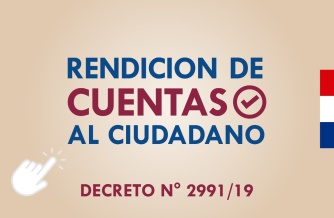 RENDICION DE
CUENTAS
AL CIUDADANO
DECRETO N° 2991/19